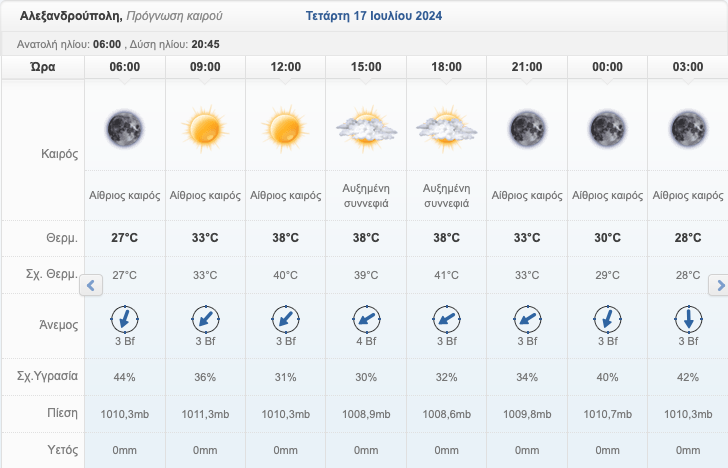 Αλεξανδρούπολη, Πρόγνωση καιρού Τετάρτη 17 Ιουλίου 2024
Ανατολή ηλίου: 06:00 , Δύση ηλίου: 20:45
Ώρα 06:00 09:00 12:00 15:00 18:00 21:00 00:00 03:00
Καιρός Αίθριος καιρός Αίθριος καιρός Αίθριος καιρός Αυξημένη συννεφιά Αυξημένη συννεφιά Αίθριος καιρός Αίθριος καιρός Αίθριος καιρός
Θερμ. 27°C 33°C 38°C 38°C 38°C 33°C 30°C 28°C
Σχ. Θερμ. 27°C 33°C 40°C 39°C 41°C 33°C 29°C 28°C
Άνεμος 3 Bf 3 Bf 3 Bf 4 Bf 3 Bf 3 Bf 3 Bf 3 Bf
Σχ.Υγρασία 44% 36% 31% 30% 32% 34% 40% 42%
Πίεση 1010,3mb 1011,3mb 1010,3mb 1008,9mb 1008,6mb 1009,8mb 1010,7mb 1010,3mb
Υετός 0mm 0mm 0mm 0mm 0mm 0mm 0mm 0mm